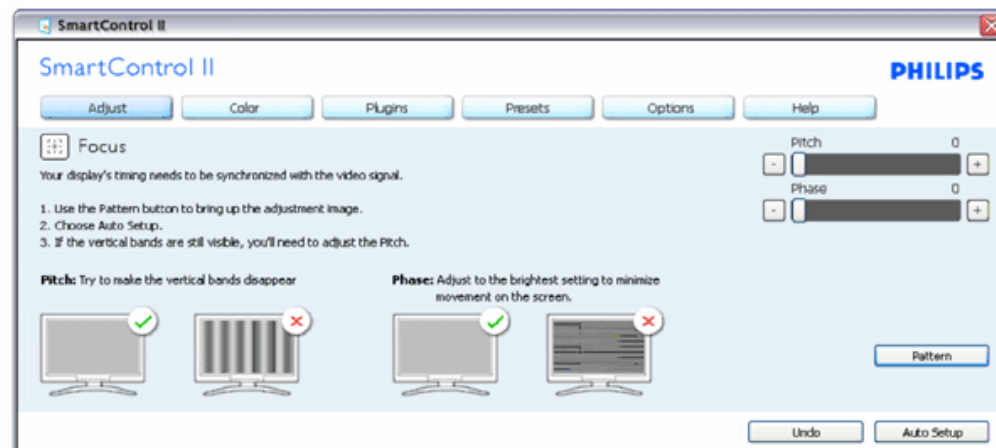 SmartControl II
SmartControl II
PHILIPS
Adjust Color Plugins Presets Options Help
Focus
Your display's timing needs to be synchronized with the video signal.
1. Use the Pattern button to bring up the adjustment image.
2. Choose Auto Setup.
3. If the vertical bands are still visible, you'll need to adjust the Pitch.
Pitch 0
- +
Phase 0
- +
Pitch: Try to make the vertical bands disappear
Phase: Adjust to the brightest setting to minimize
movement on the screen.
Pattern
Undo Auto Setup